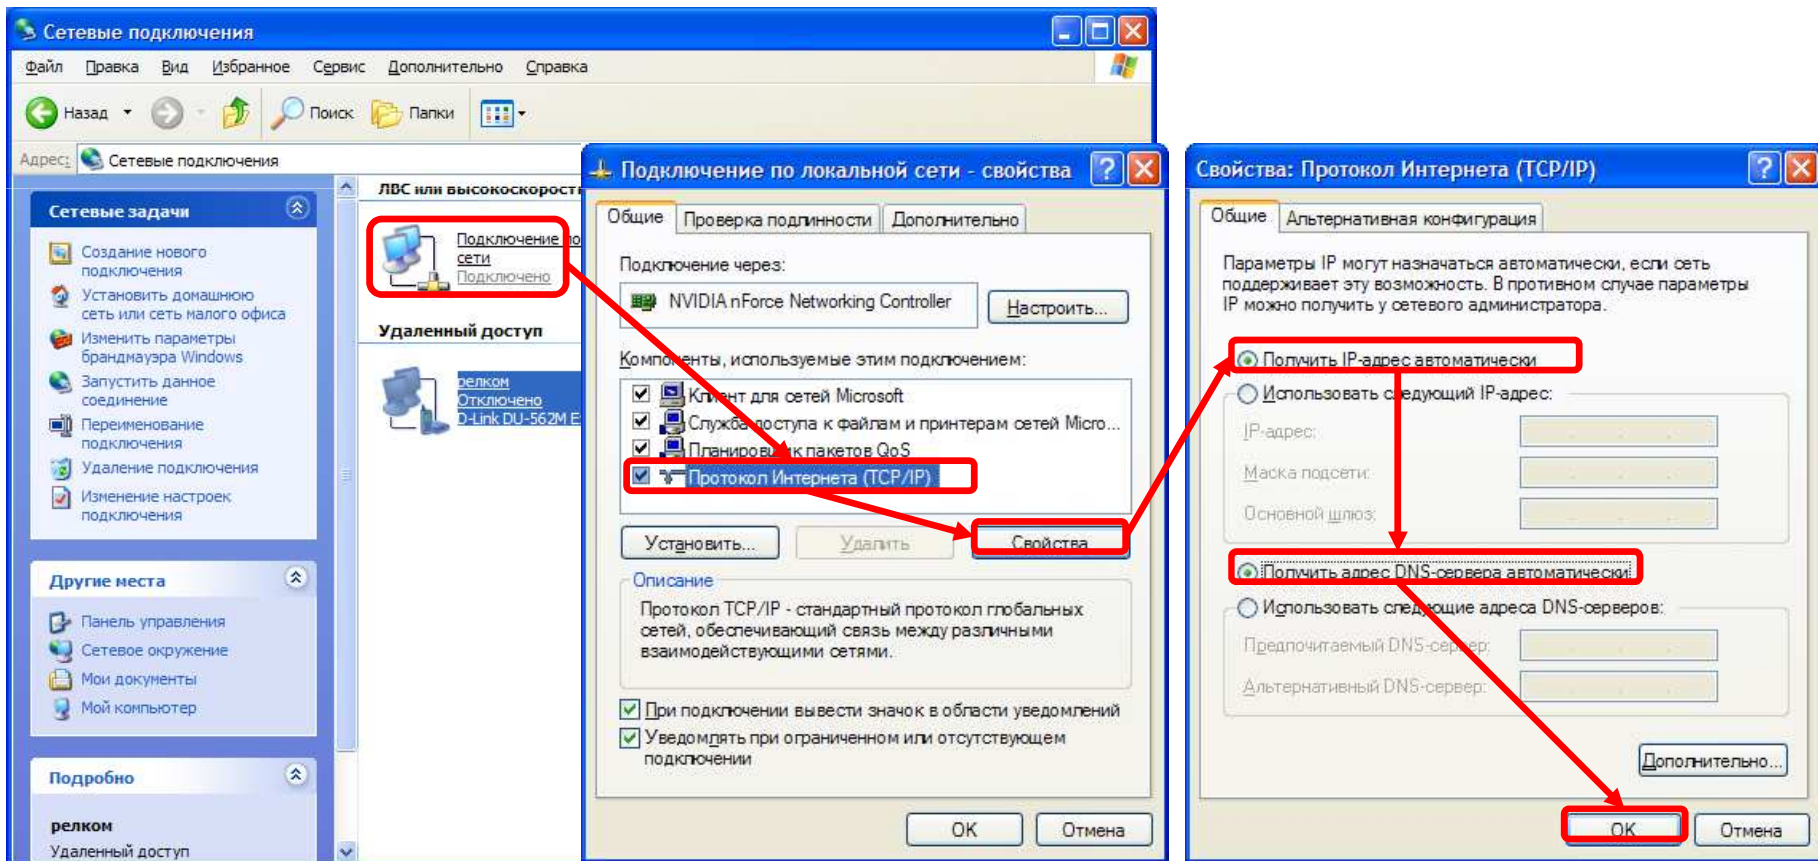 Сетевые подключения
Файл Правка Вид Избранное Сервис Дополнительно Справка
Назад Поиск Папки
Адрес: Сетевые подключения
Сетевые задачи
Создание нового
подключения
Установить домашнюю
сеть или сеть малого офиса
Изменить параметры
брандмауэра Windows
Запустить данное
соединение
Переименование
подключения
Удаление подключения
Изменение настроек
подключения
Другие места
Панель управления
Сетевое окружение
Мои документы
Мой компьютер
Подробно
релком
Удаленный доступ
ЛВС или высокоскорост
Подключение по
сети
Подключено
Удаленный доступ
релком
Отключено
D-Link DU-562M E
Подключение по локальной сети - свойства
Общие Проверка подлинности Дополнительно
Подключение через:
NVIDIA nForce Networking Controller
Настроить...
Компоненты, используемые этим подключением:
Клиент для сетей Microsoft
Служба доступа к файлам и принтерам сетей Micro...
Планировщик пакетов QoS
Протокол Интернета (TCP/IP)
Установить... Удалить Свойства
Описание
Протокол TCP/IP - стандартный протокол глобальных
сетей, обеспечивающий связь между различными
взаимодействующими сетями.
При подключении вывести значок в области уведомлений
Уведомлять при ограниченном или отсутствующем
подключении
OK Отмена
Свойства: Протокол Интернета (TCP/IP)
Общие Альтернативная конфигурация
Параметры IP могут назначаться автоматически, если сеть
поддерживает эту возможность. В противном случае параметры
IP можно получить у сетевого администратора.
Получить IP-адрес автоматически
Использовать следующий IP-адрес:
IP-адрес:
Маска подсети:
Основной шлюз:
Получить адрес DNS-сервера автоматически
Использовать следующие адреса DNS-серверов:
Предпочитаемый DNS-сервер:
Альтернативный DNS-сервер:
Дополнительно...
OK Отмена